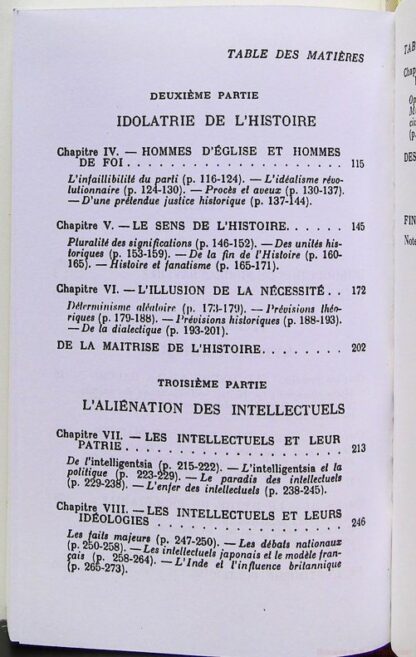 TABLE DES MATIÈRES
DEUXIÈME PARTIE
IDOLATRIE DE L'HISTOIRE
Chapitre IV. — HOMMES D'ÉGLISE ET HOMMES
DE FOI . . . . . . . . . . . . . . . . . . . 115
L'infaillibilité du parti (p. 116-124). — L'idéalisme révo-
lutionnaire (p. 124-130). — Procès et aveux (p. 130-137).
— D'une prétendue justice historique (p. 137-144).
Chapitre V. — LE SENS DE L'HISTOIRE. . . . . . 145
Pluralité des significations (p. 146-152). — Des unités his-
toriques (p. 153-159). — De la fin de l'Histoire (p. 160-
165). — Histoire et fanatisme (p. 165-171).
Chapitre VI. — L'ILLUSION DE LA NÉCESSITÉ . . 172
Déterminisme aléatoire (p. 173-179). — Prévisions théo-
riques (p. 179-188). — Prévisions historiques (p. 188-193).
— De la dialectique (p. 193-201).
DE LA MAITRISE DE L'HISTOIRE. . . . . . . . 202
TROISIÈME PARTIE
L'ALIÉNATION DES INTELLECTUELS
Chapitre VII. — LES INTELLECTUELS ET LEUR
PATRIE . . . . . . . . . . . . . . . . . . . 213
De l'intelligentsia (p. 215-222). — L'intelligentsia et la
politique (p. 223-229). — Le paradis des intellectuels
(p. 229-238). — L'enfer des intellectuels (p. 238-245).
Chapitre VIII. — LES INTELLECTUELS ET LEURS
IDÉOLOGIES . . . . . . . . . . . . . . . . 246
Les faits majeurs (p. 247-250). — Les débats nationaux
(p. 250-258). — Les intellectuels japonais et le modèle fran-
çais (p. 258-264). — L'Inde et l'influence britannique
(p. 265-273).
TAB
Chap
(p.
DES
FIN
Note